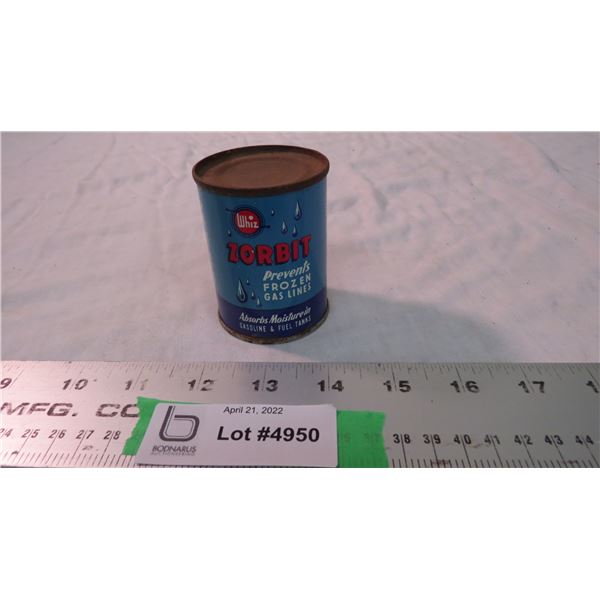 Whiz
ZORBIT
Prevents
FROZEN
GAS LINES
Absorbs Moisture in
GASOLINE & FUEL TANKS
9 10 11 12 13 14 15 16 17 18
MFG. CO
April 21, 2022
Lot #4950
BODNARUS
AUCTIONEERING
24 25 26 27 28 38 39 40 41 42 43 44